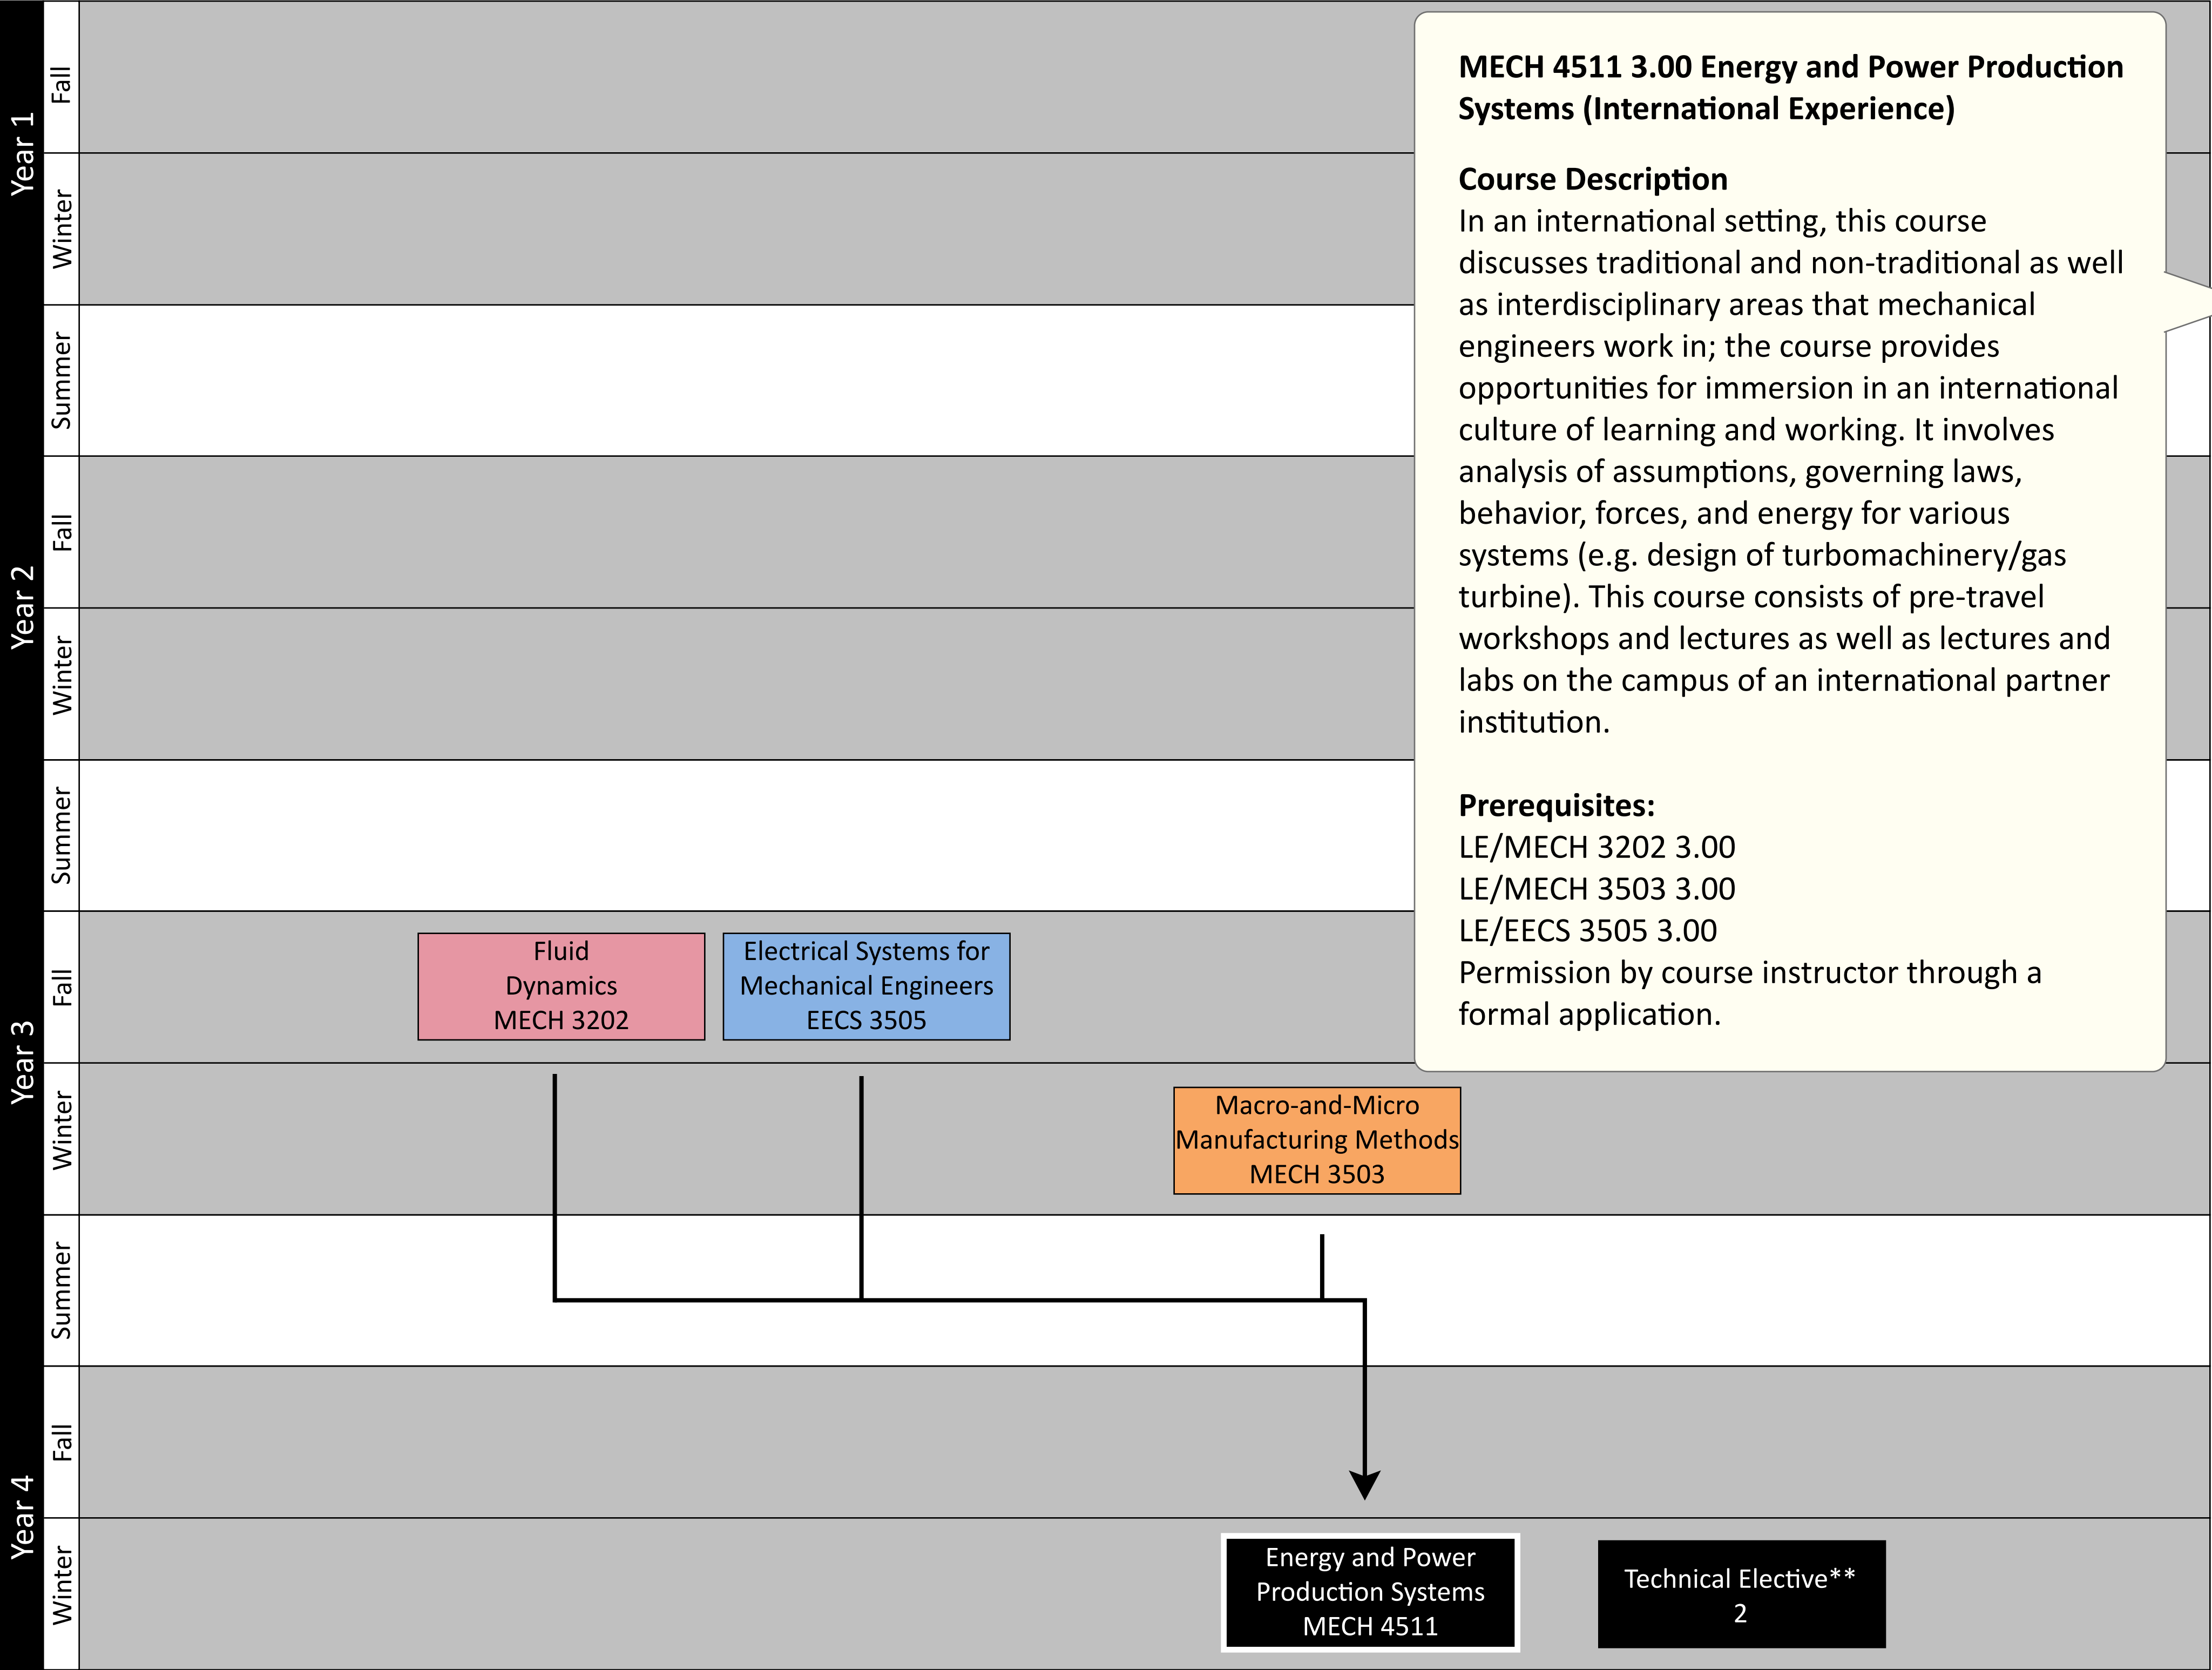 Year 1
Fall
Winter
Summer
Year 2
Fall
Winter
Summer
Year 3
Fall
Winter
Summer
Year 4
Fall
Winter
MECH 4511 3.00 Energy and Power Production
Systems (International Experience)
Course Description
In an international setting, this course
discusses traditional and non-traditional as well
as interdisciplinary areas that mechanical
engineers work in; the course provides
opportunities for immersion in an international
culture of learning and working. It involves
analysis of assumptions, governing laws,
behavior, forces, and energy for various
systems (e.g. design of turbomachinery/gas
turbine). This course consists of pre-travel
workshops and lectures as well as lectures and
labs on the campus of an international partner
institution.
Prerequisites:
LE/MECH 3202 3.00
LE/MECH 3503 3.00
LE/EECS 3505 3.00
Permission by course instructor through a
formal application.
Fluid
Dynamics
MECH 3202
Electrical Systems for
Mechanical Engineers
EECS 3505
Macro-and-Micro
Manufacturing Methods
MECH 3503
Energy and Power
Production Systems
MECH 4511
Technical Elective**
2